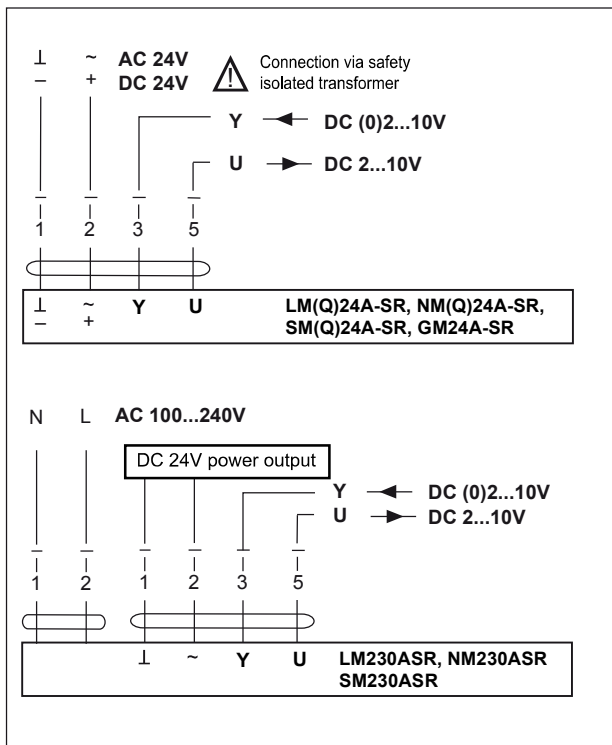 ⊥ ~ AC 24V
– + DC 24V
Connection via safety
isolated transformer
Y DC (0)2...10V
U DC 2...10V
1 2 3 5
⊥ ~ Y U
– +
LM(Q)24A-SR, NM(Q)24A-SR,
SM(Q)24A-SR, GM24A-SR
N L AC 100...240V
DC 24V power output
Y DC (0)2...10V
U DC 2...10V
1 2 1 2 3 5
⊥ ~ Y U LM230ASR, NM230ASR
SM230ASR